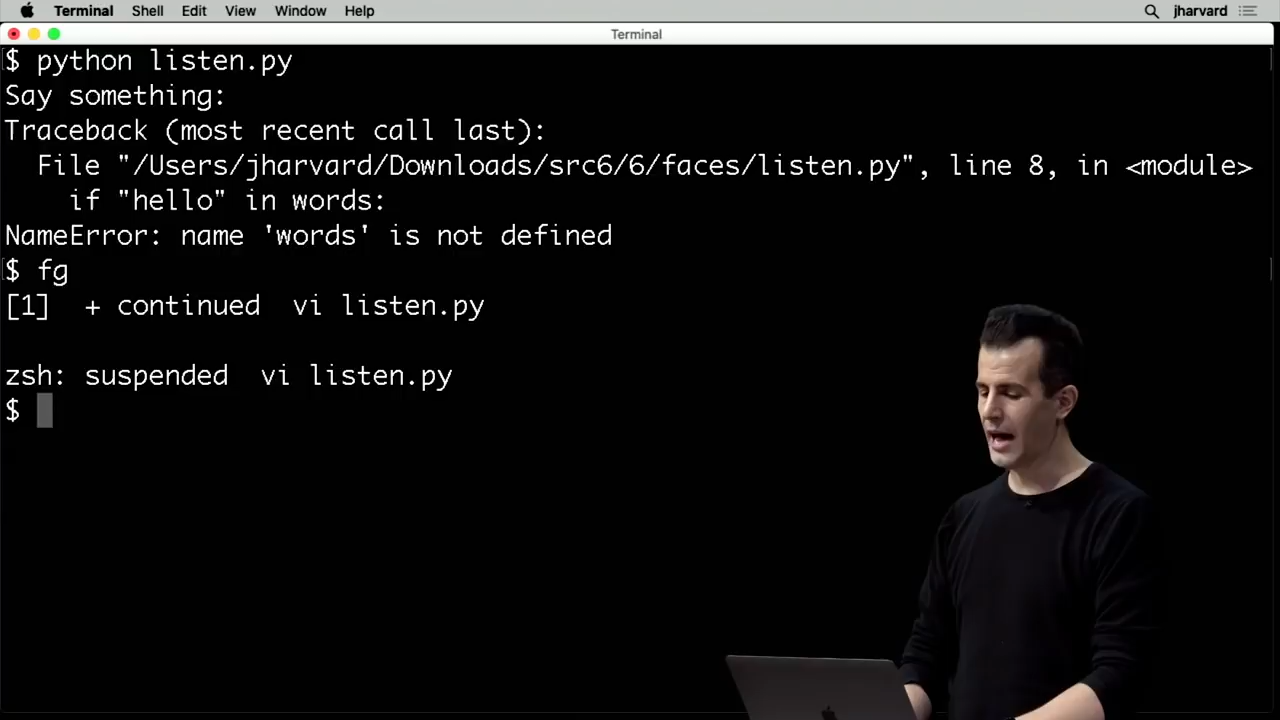 Terminal Shell Edit View Window Help jharvard
Terminal
$ python listen.py
Say something:
Traceback (most recent call last):
File "/Users/jharvard/Downloads/src6/6/faces/listen.py", line 8, in <module>
if "hello" in words:
NameError: name 'words' is not defined
$ fg
[1] + continued vi listen.py
zsh: suspended vi listen.py
$